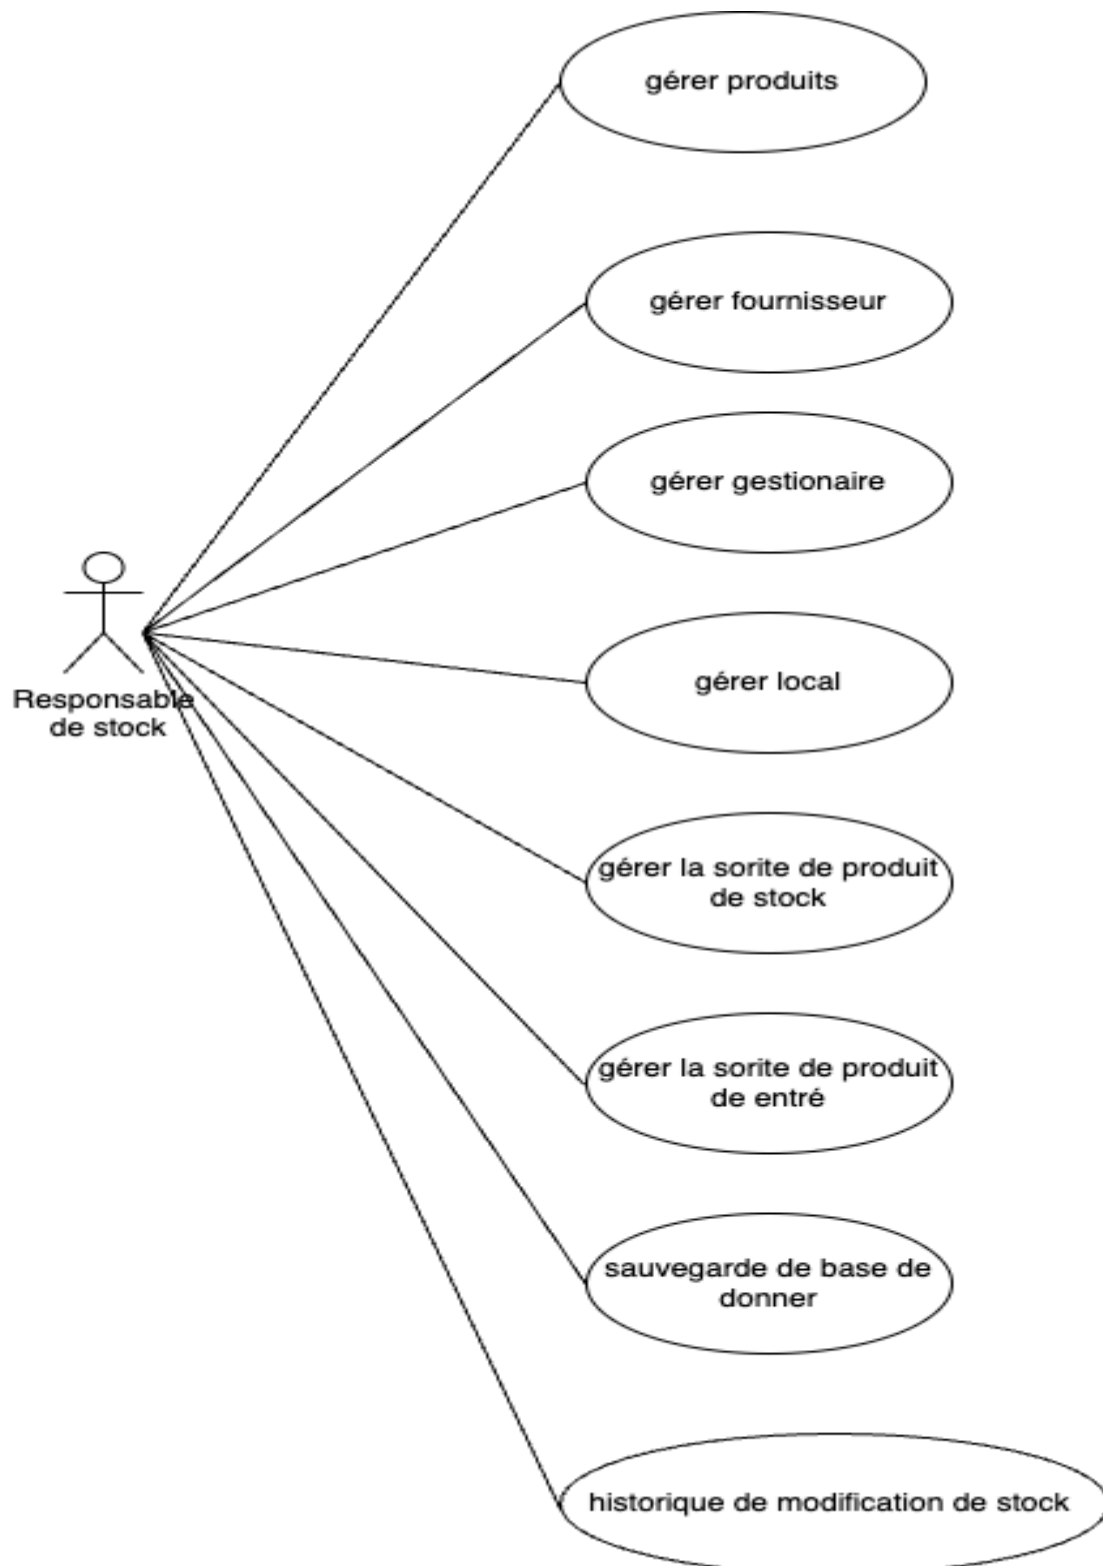 gérer produits
gérer fournisseur
gérer gestionaire
Responsable
de stock
gérer local
gérer la sorite de produit
de stock
gérer la sorite de produit
de entré
sauvegarde de base de
donner
historique de modification de stock